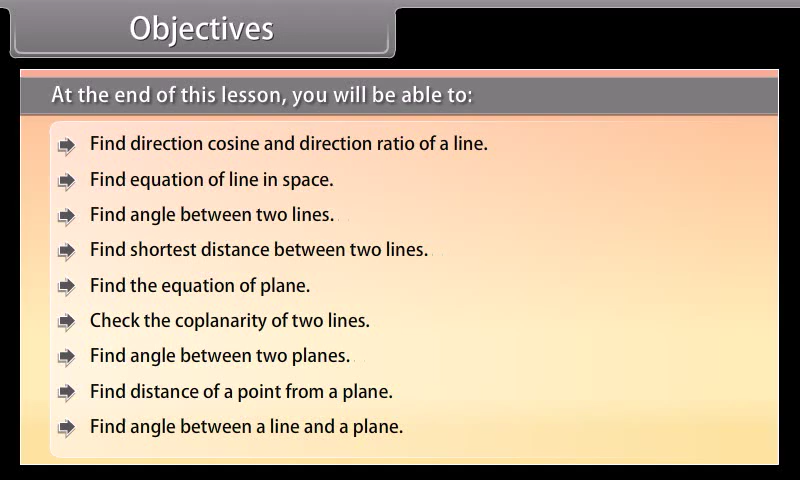 Objectives
At the end of this lesson, you will be able to:
Find direction cosine and direction ratio of a line.
Find equation of line in space.
Find angle between two lines.
Find shortest distance between two lines.
Find the equation of plane.
Check the coplanarity of two lines.
Find angle between two planes.
Find distance of a point from a plane.
Find angle between a line and a plane.